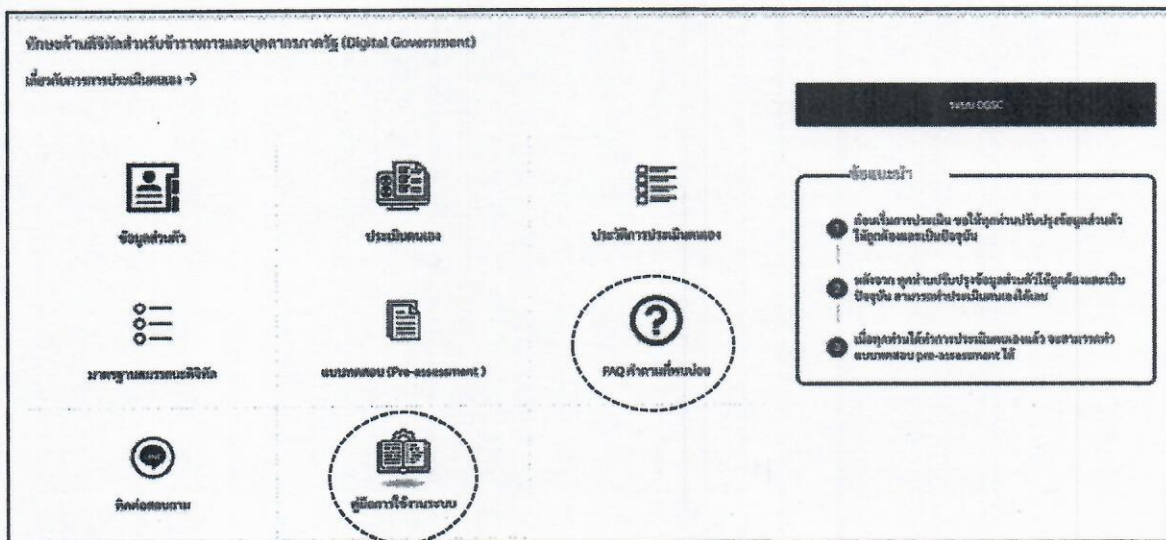 ทักษะด้านดิจิทัลสำหรับข้าราชการและบุคลากรภาครัฐ (Digital Government)
เกี่ยวกับการประเมินตนเอง →
ระบบ DGSC
ข้อมูลส่วนตัว
ประเมินตนเอง
ประวัติการประเมินตนเอง
มาตรฐานสมรรถนะดิจิทัล
แบบทดสอบ (Pre-assessment )
FAQ คำถามที่พบบ่อย
LINE
ติดต่อสอบถาม
คู่มือการใช้งานระบบ
ข้อแนะนำ
1 ก่อนเริ่มการประเมิน ขอให้ทุกท่านปรับปรุงข้อมูลส่วนตัว
ให้ถูกต้องและเป็นปัจจุบัน
2 หลังจาก ทุกท่านปรับปรุงข้อมูลส่วนตัวให้ถูกต้องและเป็น
ปัจจุบัน สามารถทำประเมินตนเองได้เลย
3 เมื่อทุกท่านได้ทำการประเมินตนเองแล้ว จะสามารถทำ
แบบทดสอบ pre-assessment ได้